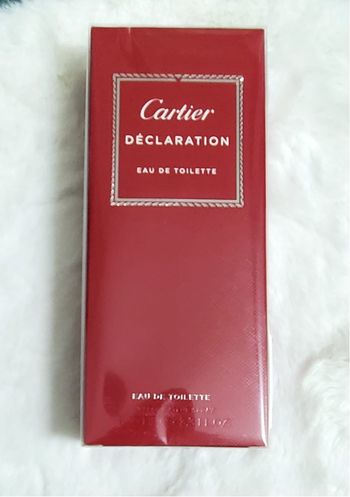 Cartier
DÉCLARATION
EAU DE TOILETTE
EAU DE TOILETTE